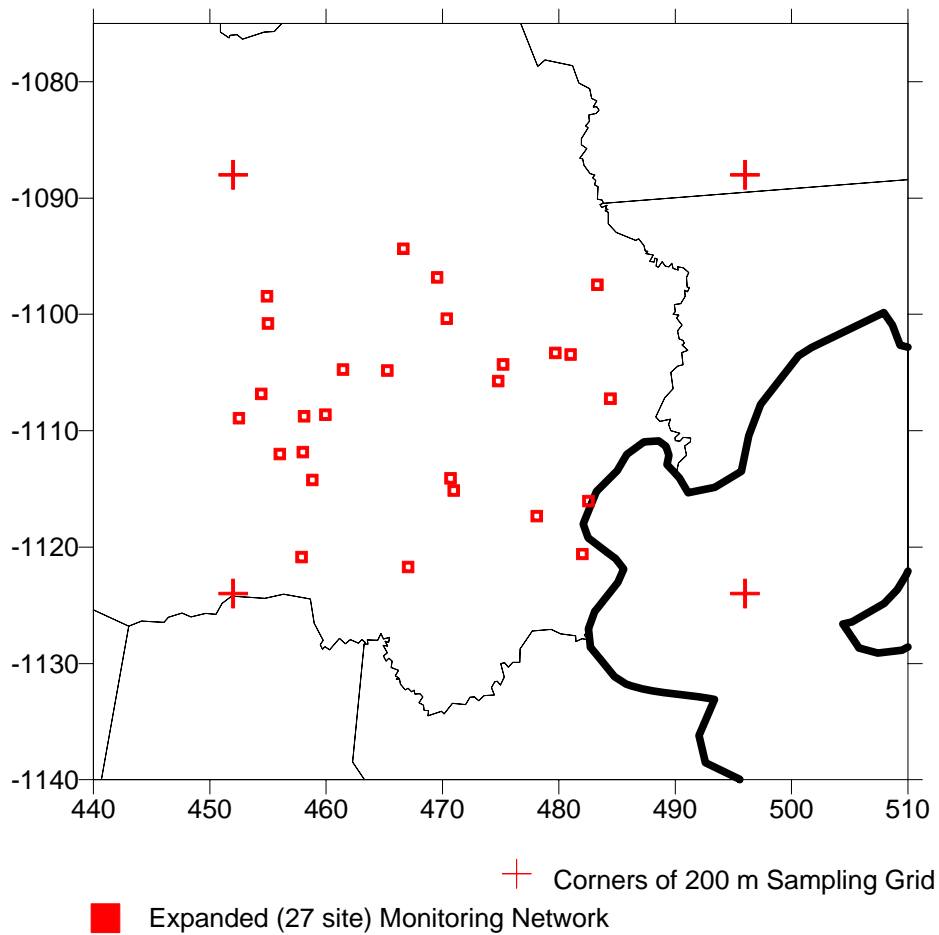 -1080
-1090
-1100
-1110
-1120
-1130
-1140
440 450 460 470 480 490 500 510
Corners of 200 m Sampling Grid
Expanded (27 site) Monitoring Network